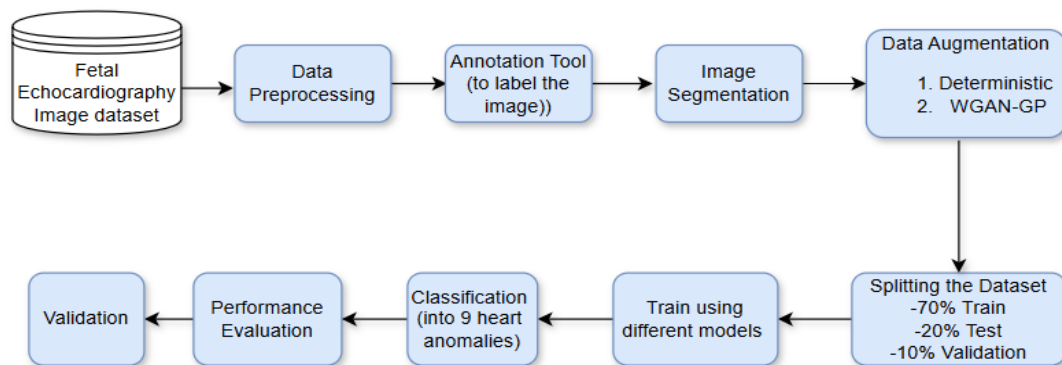 Fetal
Echocardiography
Image dataset
Data
Preprocessing
Annotation Tool
(to label the
image))
Image
Segmentation
Data Augmentation
1. Deterministic
2. WGAN-GP
Splitting the Dataset
-70% Train
-20% Test
-10% Validation
Train using
different models
Classification
(into 9 heart
anomalies)
Performance
Evaluation
Validation